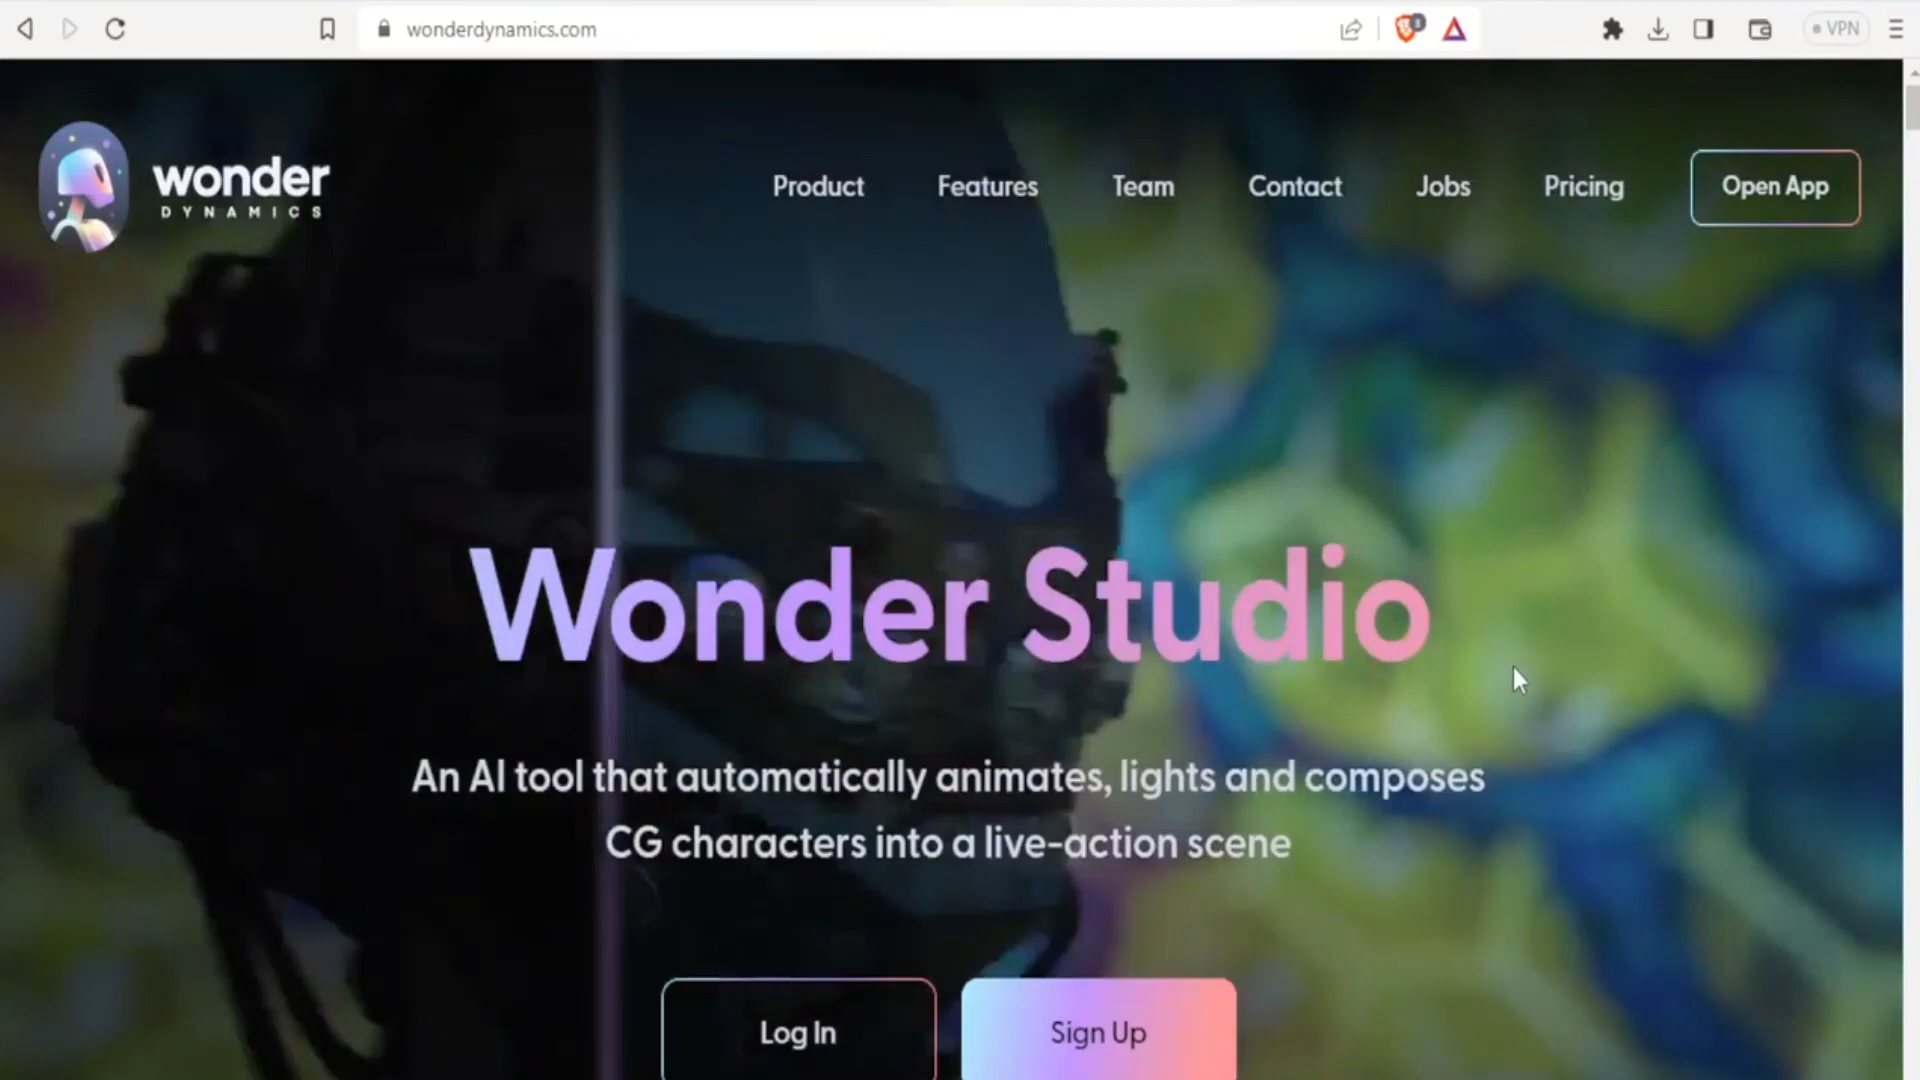 wonderdynamics.com
VPN
wonder
DYNAMICS
Product
Features
Team
Contact
Jobs
Pricing
Open App
Wonder Studio
An AI tool that automatically animates, lights and composes
CG characters into a live-action scene
Log In
Sign Up